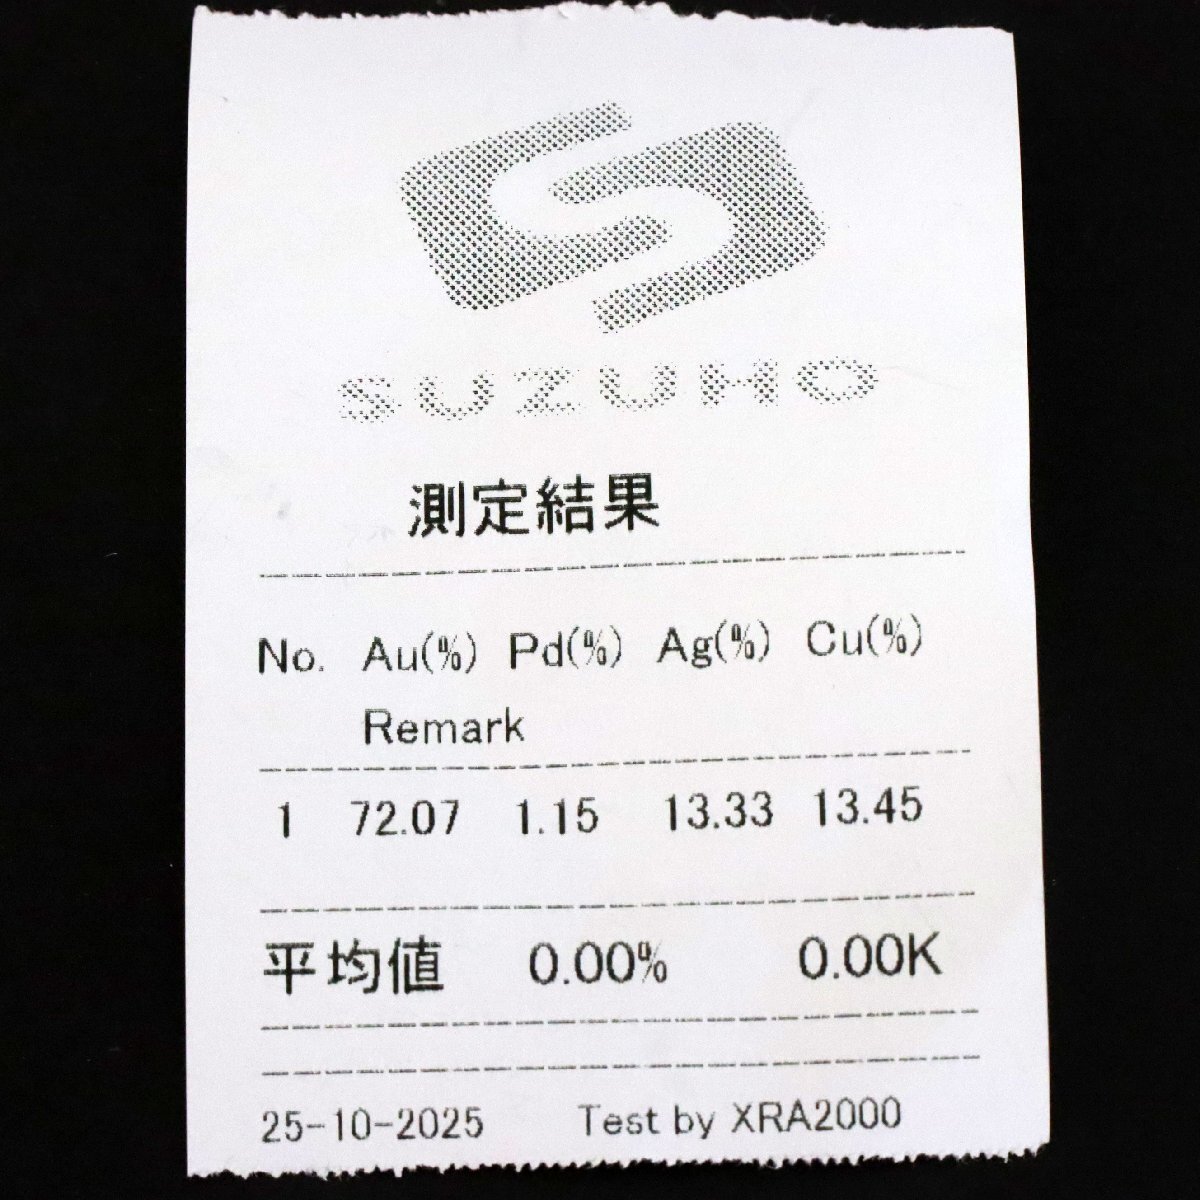 SUZUHO
測定結果
No. Au(%) Pd(%) Ag(%) Cu(%)
Remark
1 72.07 1.15 13.33 13.45
平均値 0.00% 0.00K
25-10-2025 Test by XRA2000